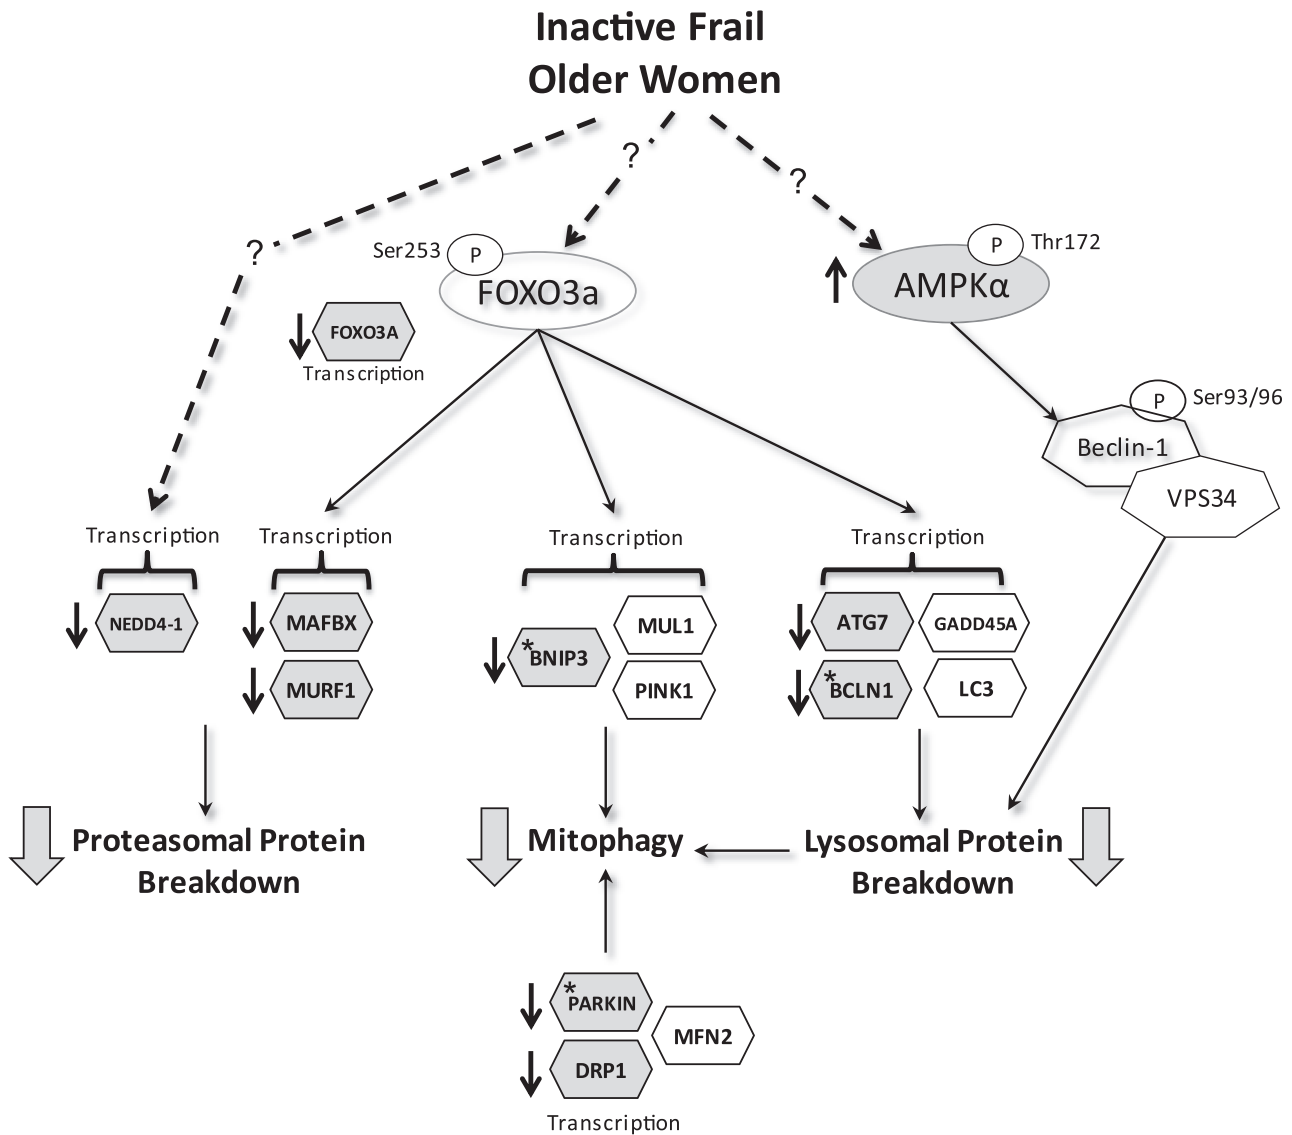 Inactive Frail
Older Women
?
?
?
Ser253
P
FOXO3a
P
Thr172
AMPKα
FOXO3A
Transcription
P
Ser93/96
Beclin-1
VPS34
Transcription
Transcription
Transcription
Transcription
NEDD4-1
MAFBX
MURF1
*BNIP3
MUL1
PINK1
ATG7
GADD45A
*BCLN1
LC3
Proteasomal Protein
Breakdown
Mitophagy
Lysosomal Protein
Breakdown
*PARKIN
MFN2
DRP1
Transcription